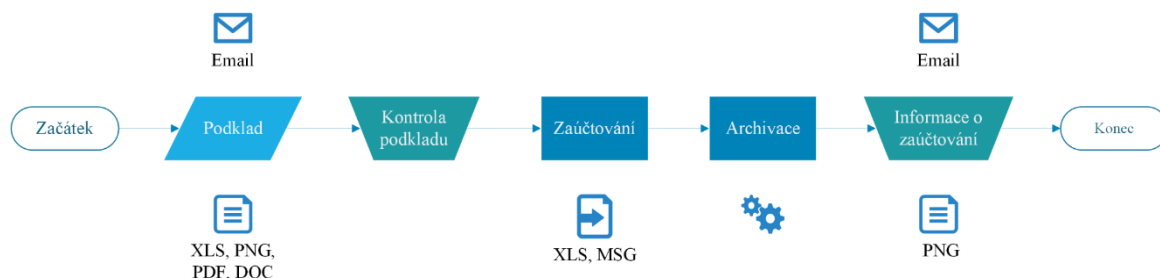 Email
Email
Začátek
Podklad
Kontrola
podkladu
Zaúčtování
Archivace
Informace o
zaúčtování
Konec
XLS, PNG,
PDF, DOC
XLS, MSG
PNG